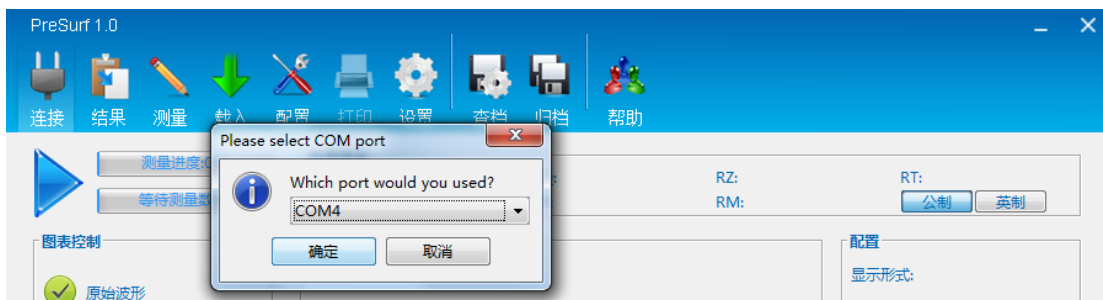 PreSurf 1.0
连接 结果 测量 载入 配置 打印 设置 查档 归档 帮助
Please select COM port
测量进度:0
Which port would you used?
RZ: RT:
等待测量数
COM4
RM: 公制 英制
确定 取消
图表控制 配置
显示形式:
原始波形